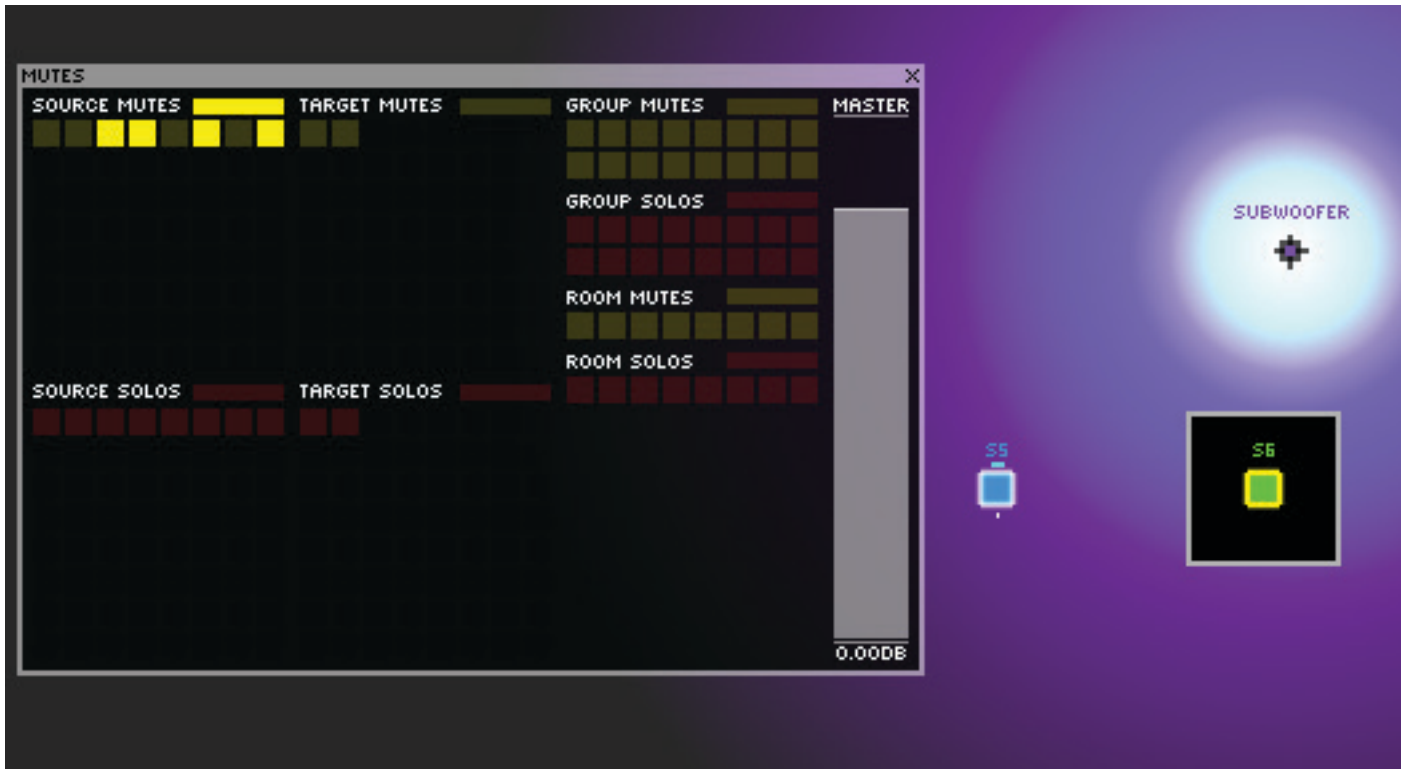 MUTES X
SOURCE MUTES
TARGET MUTES
GROUP MUTES
MASTER
GROUP SOLOS
ROOM MUTES
ROOM SOLOS
SOURCE SOLOS
TARGET SOLOS
0.00DB
SUBWOOFER
S5
S6